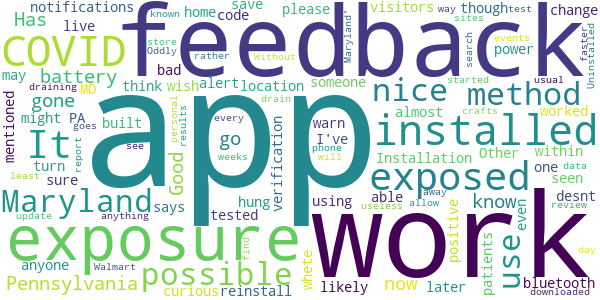 notifications
home
save
visitors
though
test
known
sites
Has
live
code
please
change
way
COVID
feedback
Oddly
store
rather
Without
Maryland'
events
Uninstalled
faster
battery
power
search
may
bad
alert
location
someone
started
usual
draining
MD
think
wish
nice
method
mentioned
gone
app
drain
every
go
warn
crafts
almost
worked
It
might
PA
built
personal
results
weeks
I've
phone
will
installed
turn
goes
report
see
Good
verification
Installation
Other
within
least
sure
says
hung
using
able
exposed
one
data
seen
Maryland
tested
away
allow
know
even
desnt
exposure
work
use
review
update
anything
find
useless
positive
patients
anyone
Walmart
possible
whete
now
later
bluetooth
day
Pennsylvania
curious
reinstall
likely
downloaded